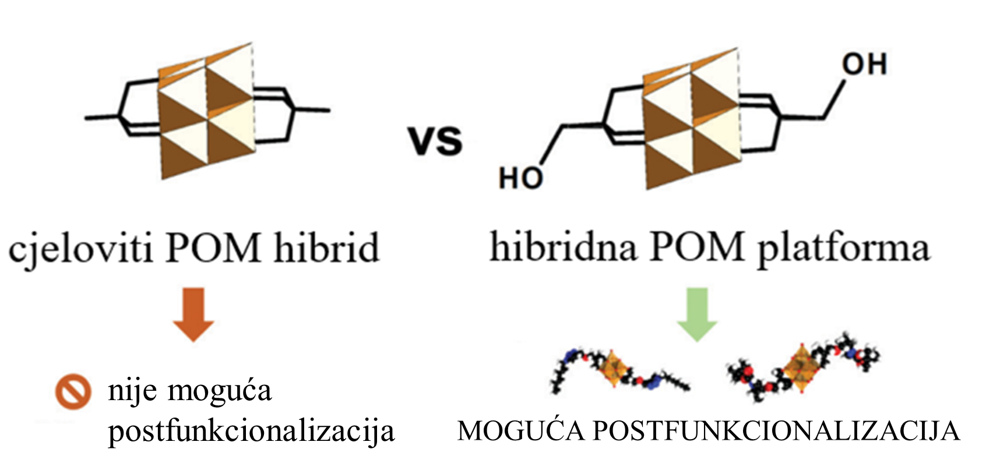 OH
vs
HO
cjeloviti POM hibrid
hibridna POM platforma
nije moguća
postfunkcionalizacija
MOGUĆA POSTFUNKCIONALIZACIJA